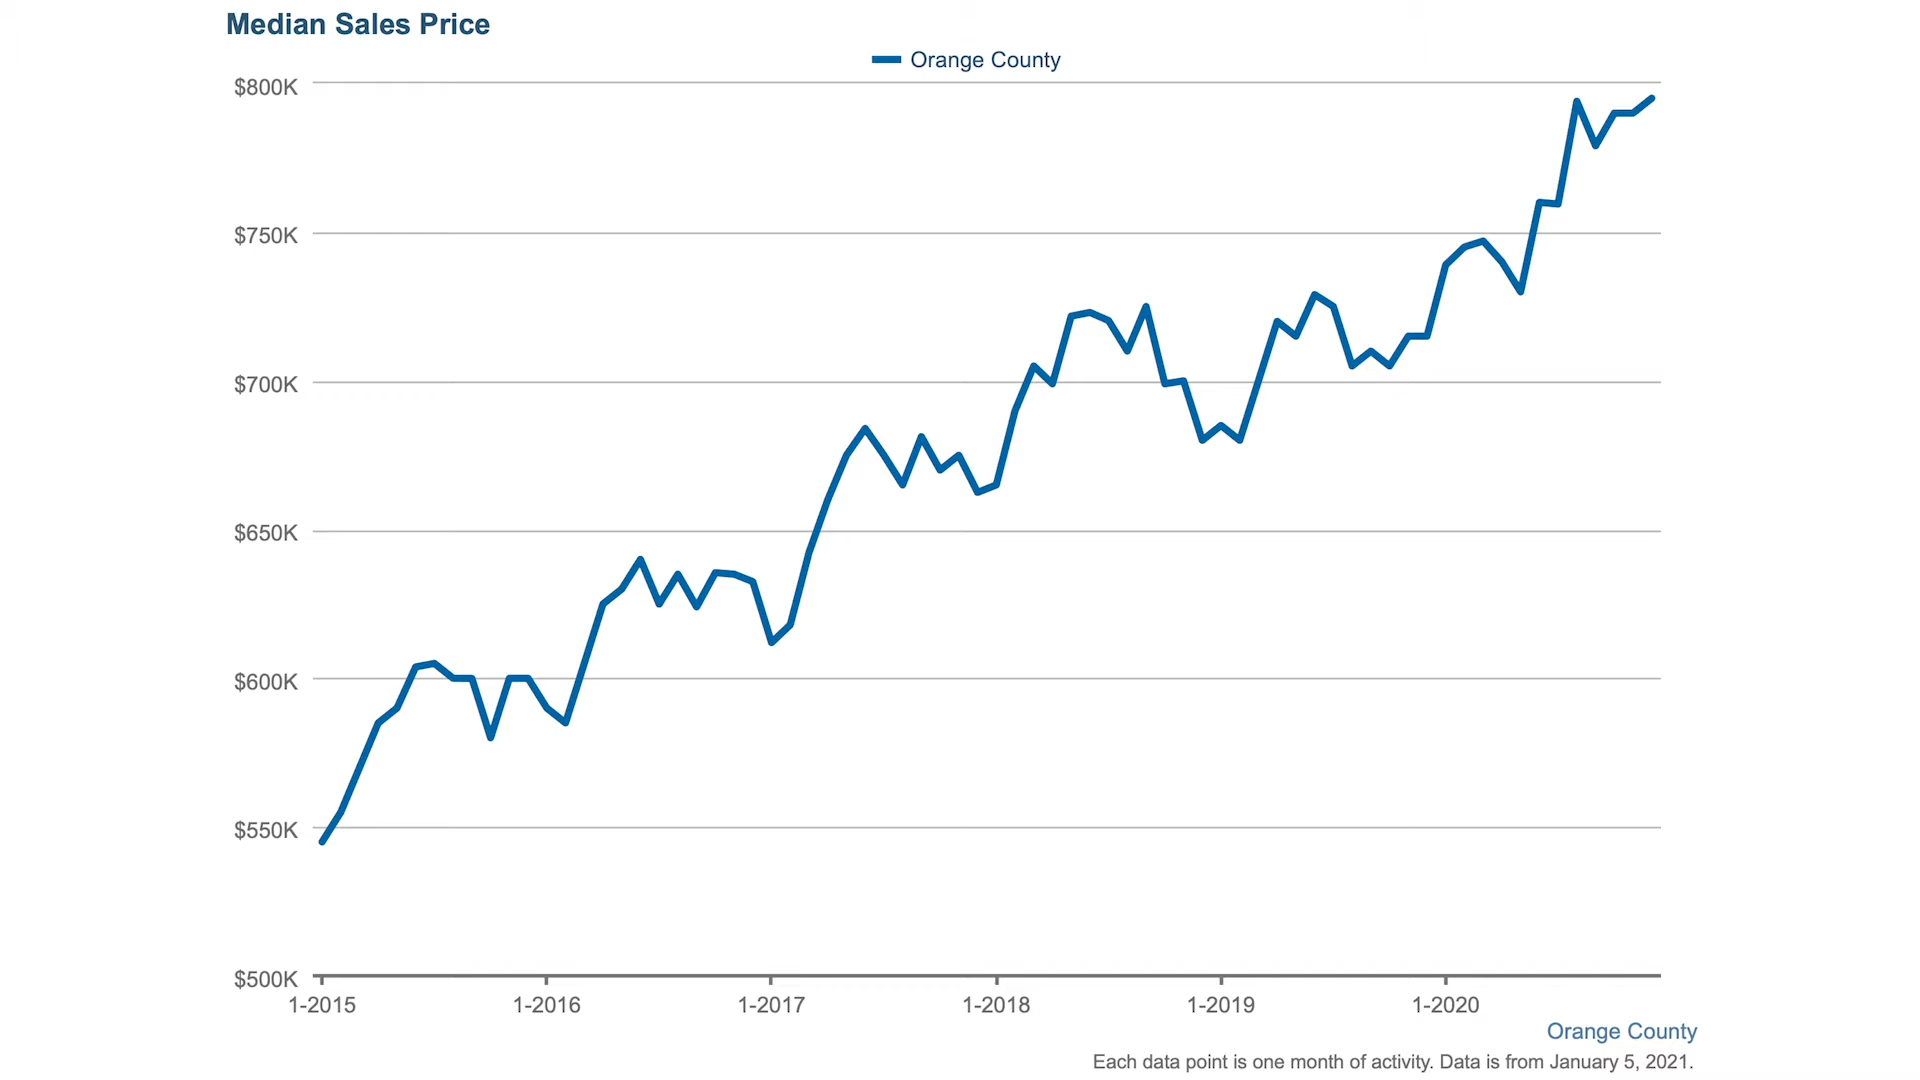 Median Sales Price
Orange County
$800K
$750K
$700K
$650K
$600K
$550K
$500K
1-2015 1-2016 1-2017 1-2018 1-2019 1-2020
Orange County
Each data point is one month of activity. Data is from January 5, 2021.